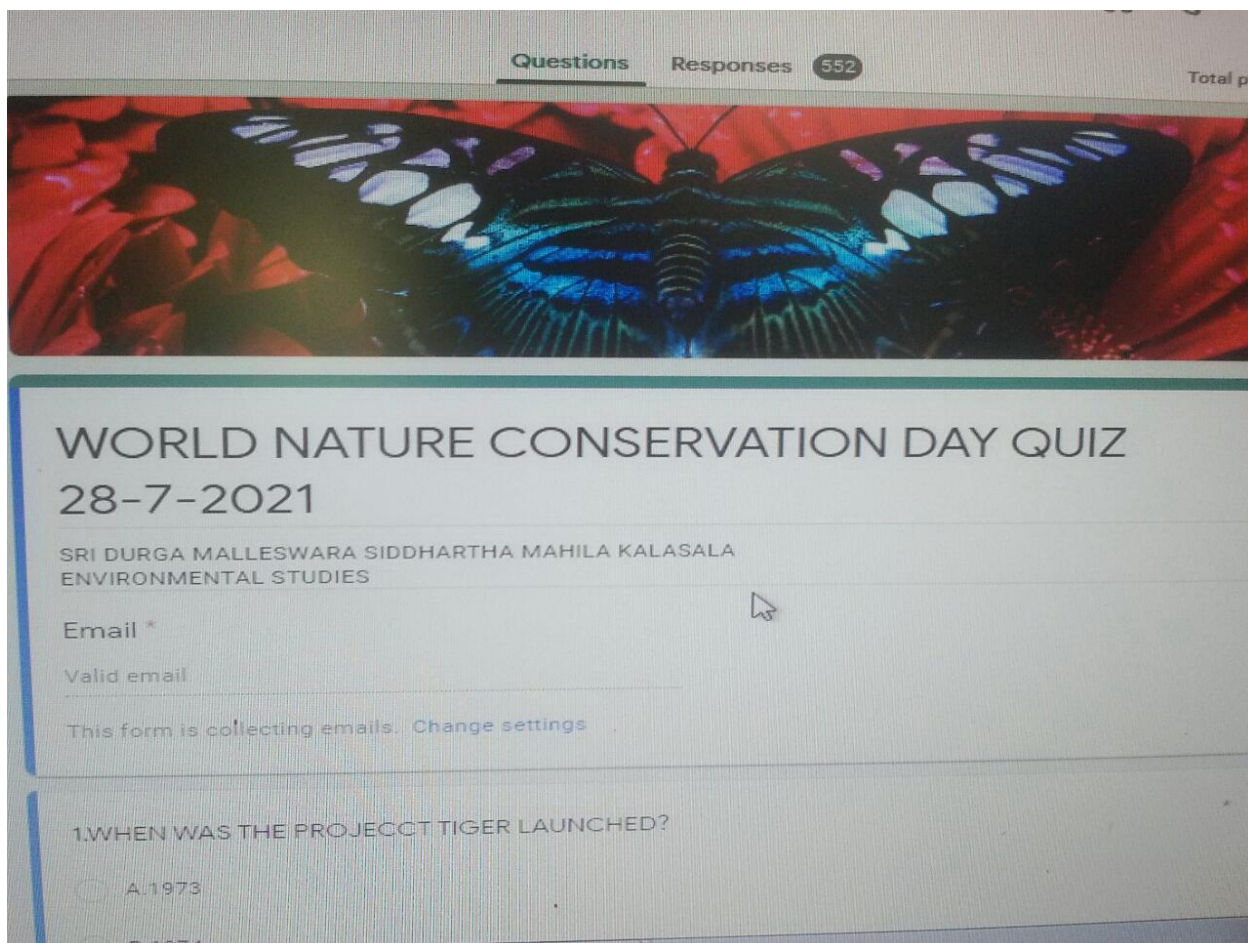 Questions Responses 552
Total p
WORLD NATURE CONSERVATION DAY QUIZ
28-7-2021
SRI DURGA MALLESWARA SIDDHARTHA MAHILA KALASALA
ENVIRONMENTAL STUDIES
Email *
Valid email
This form is collecting emails. Change settings
1.WHEN WAS THE PROJECCT TIGER LAUNCHED?
*
A.1973